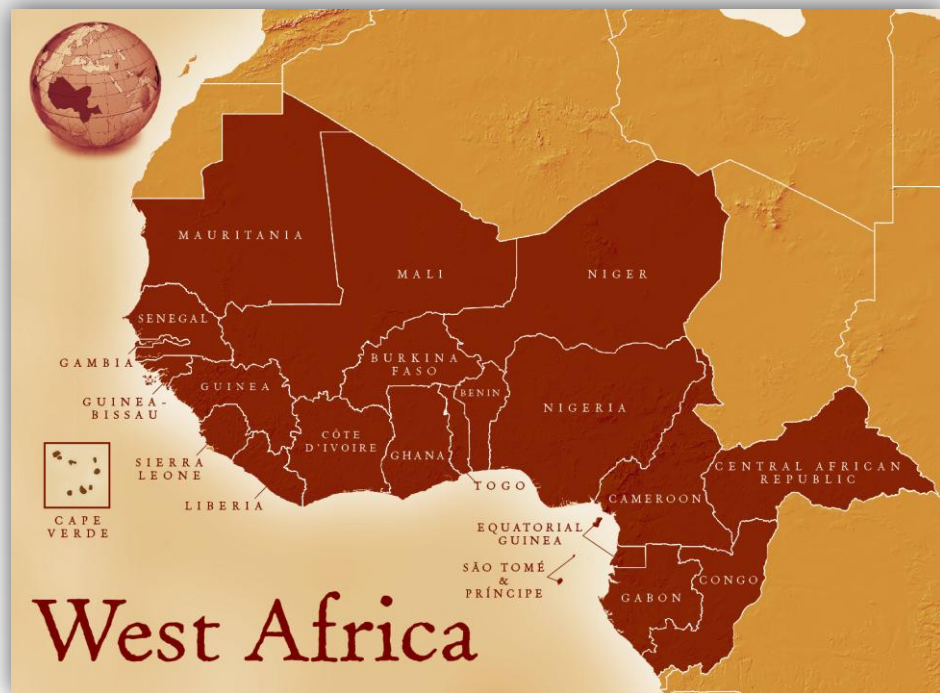 MAURITANIA
MALI
NIGER
SENEGAL
GAMBIA
GUINEA-
BISSAU
GUINEA
BURKINA
FASO
BENIN
NIGERIA
CÔTE
D'IVOIRE
GHANA
SIERRA
LEONE
LIBERIA
TOGO
CAPE
VERDE
CAMEROON
CENTRAL AFRICAN
REPUBLIC
EQUATORIAL
GUINEA
SÃO TOMÉ
&
PRÍNCIPE
GABON
CONGO
West Africa